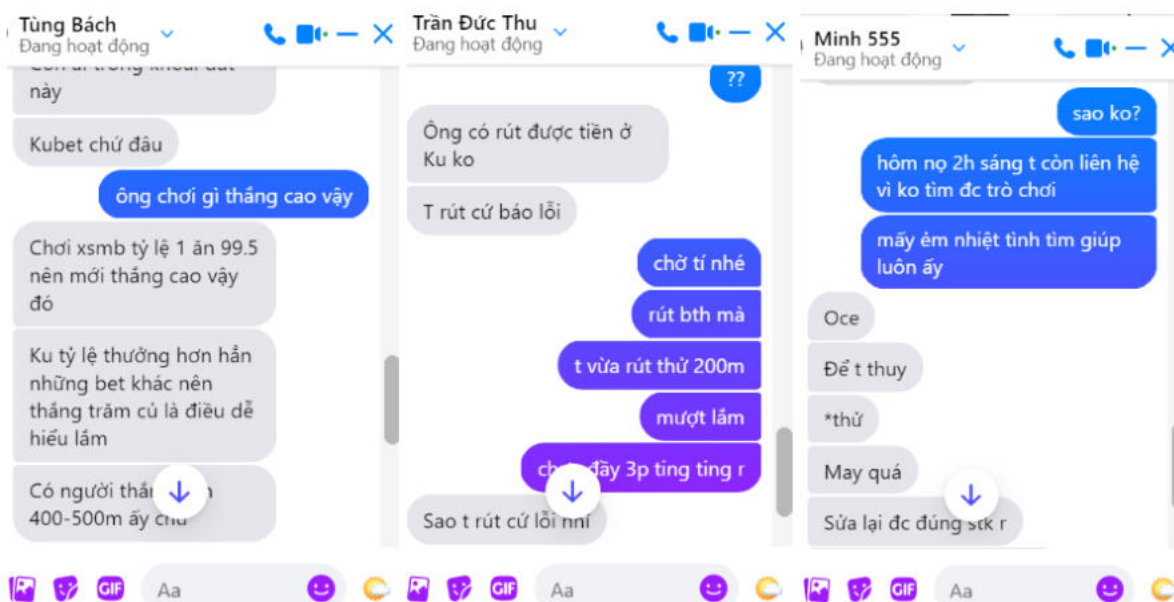 Tùng Bách
Đang hoạt động
này
Kubet chứ đâu
ông chơi gì thắng cao vậy
Chơi xsmb tỷ lệ 1 ăn 99.5
nên mới thắng cao vậy
đó
Ku tỷ lệ thưởng hơn hẳn
những bet khác nên
thắng trăm củ là điều dễ
hiểu lắm
Có người
400-500m ấy
GIF
Aa
Trần Đức Thu
Đang hoạt động
??
Ông có rút được tiền ở
Ku ko
T rút cứ báo lỗi
chờ tí nhé
rút bth mà
t vừa rút thử 200m
mượt lắm
đầy 3p ting ting r
Sao t rút cứ lỗi nhỉ
GIF
Aa
Minh 555
Đang hoạt động
sao ko?
hôm nọ 2h sáng t còn liên hệ
vì ko tìm đc trò chơi
mấy ẻm nhiệt tình tìm giúp
luôn ấy
Oce
Để t thuy
*thử
May quá
Sửa lại đc đúng stk r
GIF
Aa